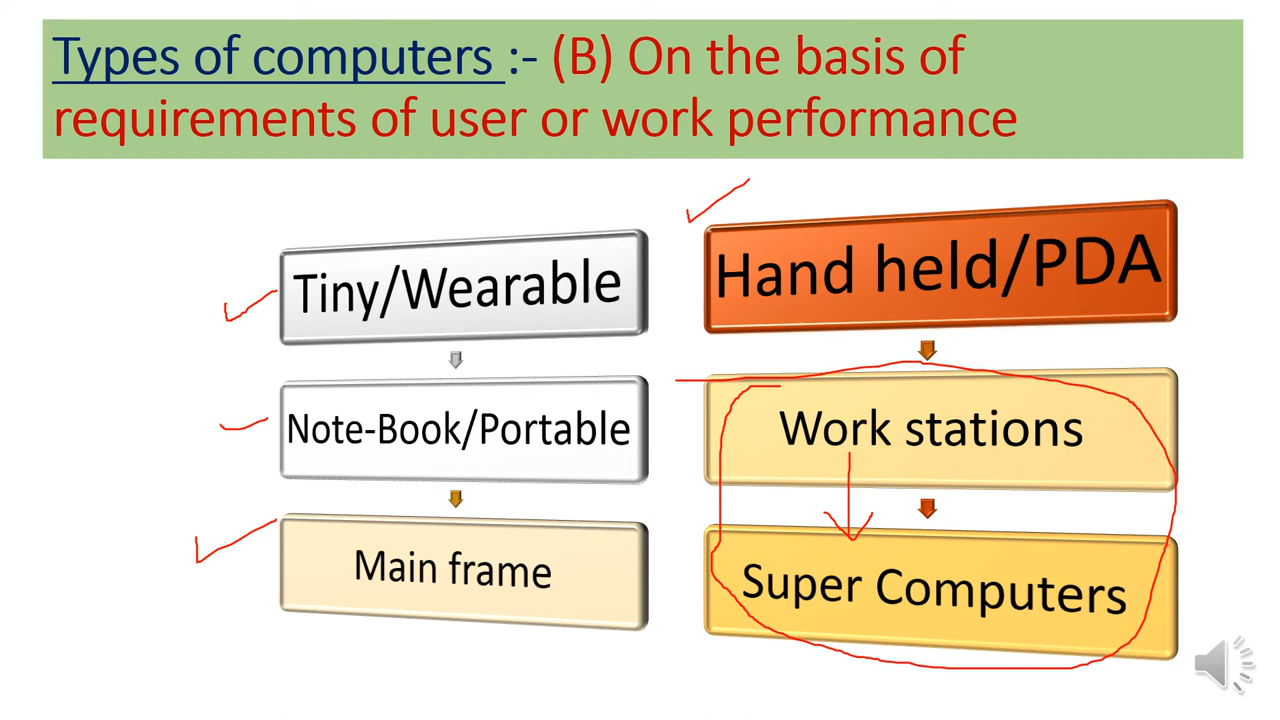 Types of computers :- (B) On the basis of
requirements of user or work performance
Tiny/Wearable
Hand held/PDA
Note-Book/Portable
Work stations
Main frame
Super Computers